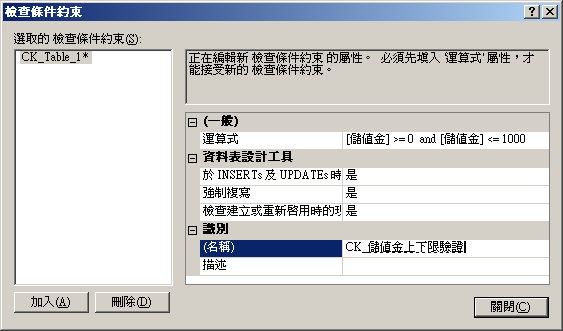 檢查條件約束
選取的 檢查條件約束(S):
CK_Table_1*
正在編輯新 檢查條件約束 的屬性。 必須先填入 '運算式' 屬性，才
能接受新的 檢查條件約束。
(一般)
運算式 [儲值金] >= 0 and [儲值金] <= 1000
資料表設計工具
於 INSERTs 及 UPDATEs 時 是
強制複寫 是
檢查建立或重新啓用時的現 是
識別
(名稱) CK_儲值金上下限驗證
描述
加入(A) 刪除(D)
關閉(C)